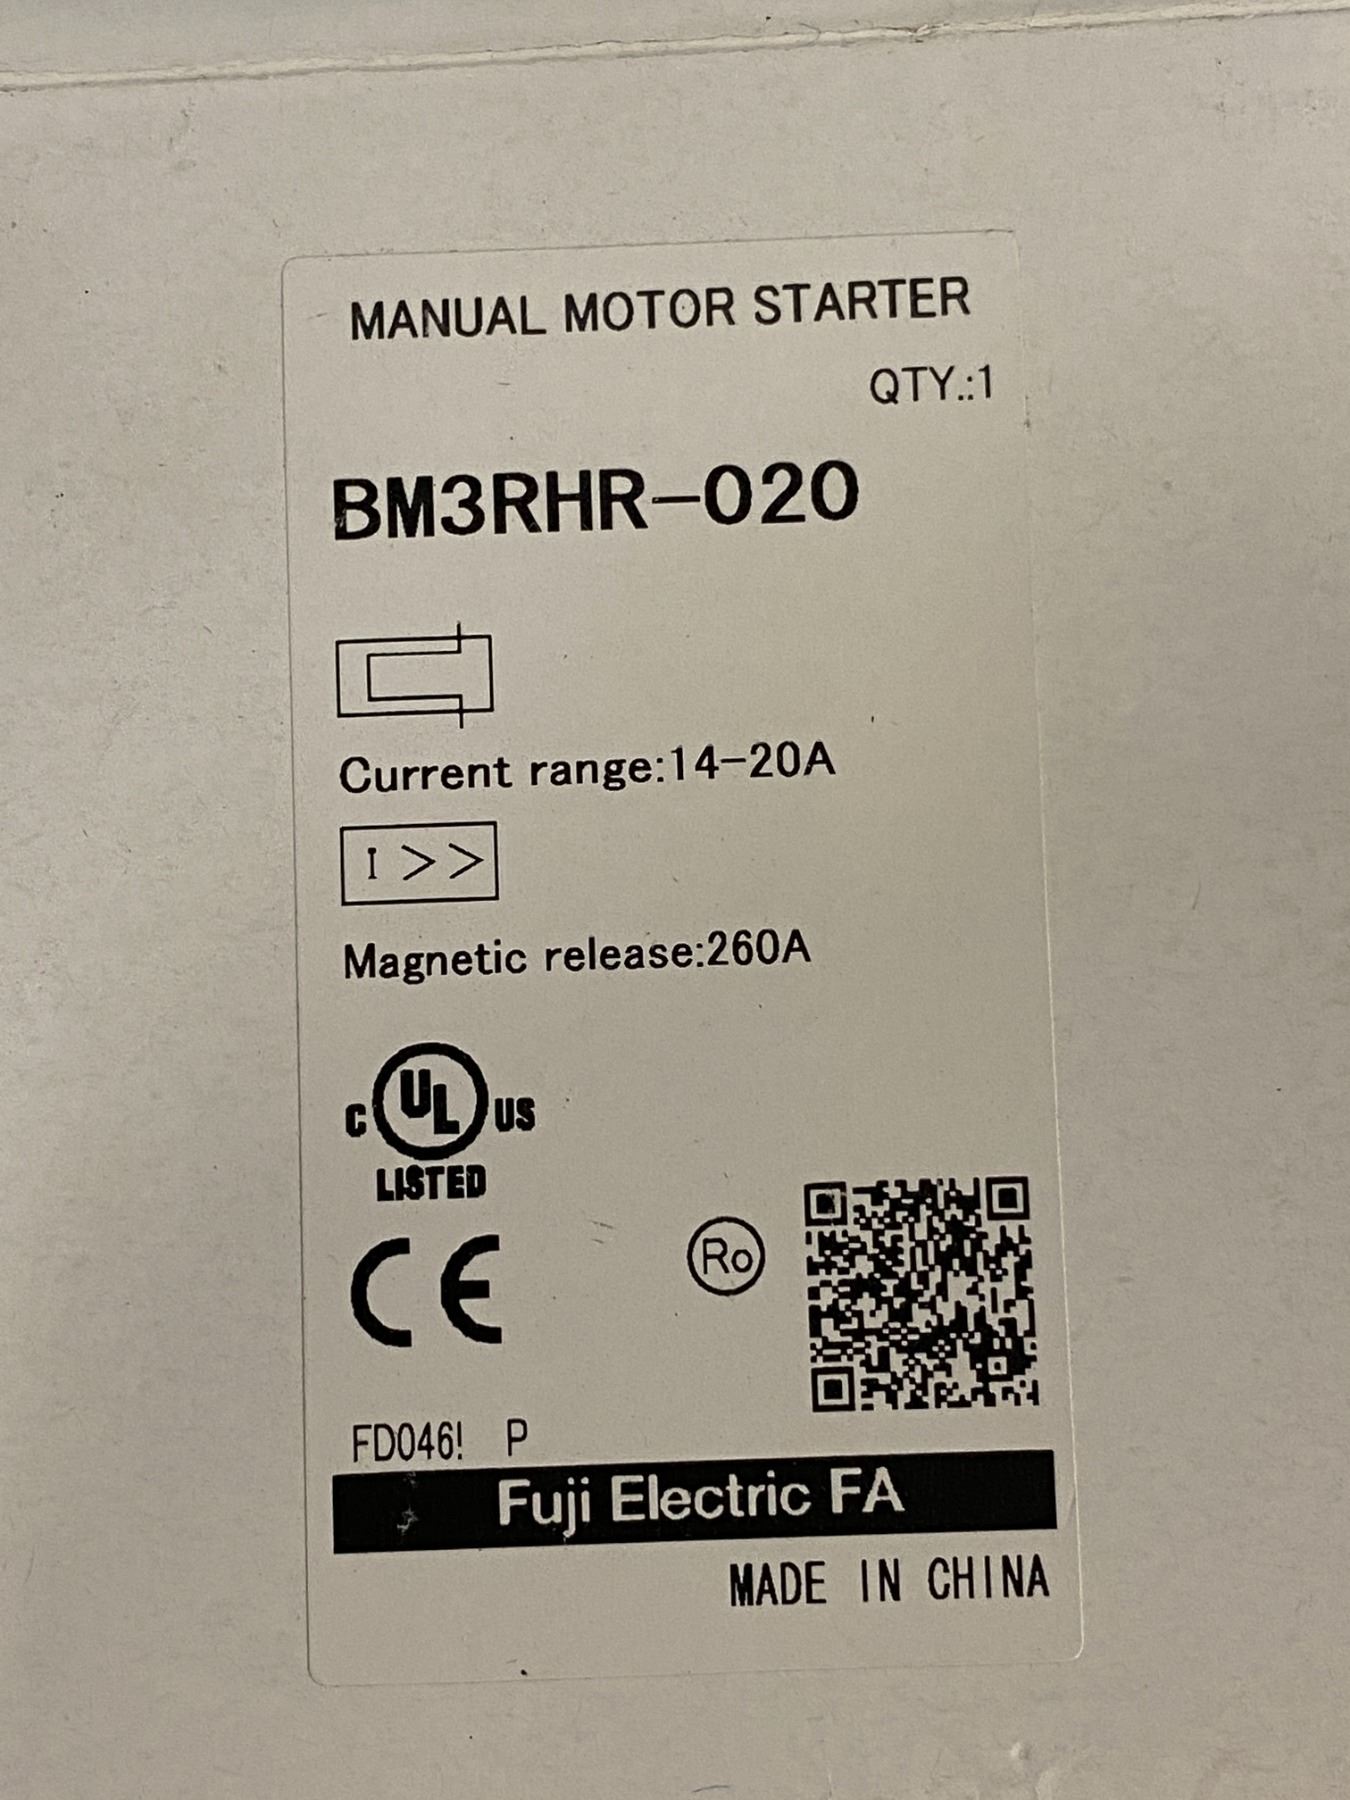 MANUAL MOTOR STARTER
QTY.:1
BM3RHR-020
Current range:14-20A
I >>
Magnetic release:260A
C UL US
LISTED
CE
Ro
FD046! P
Fuji Electric FA
MADE IN CHINA